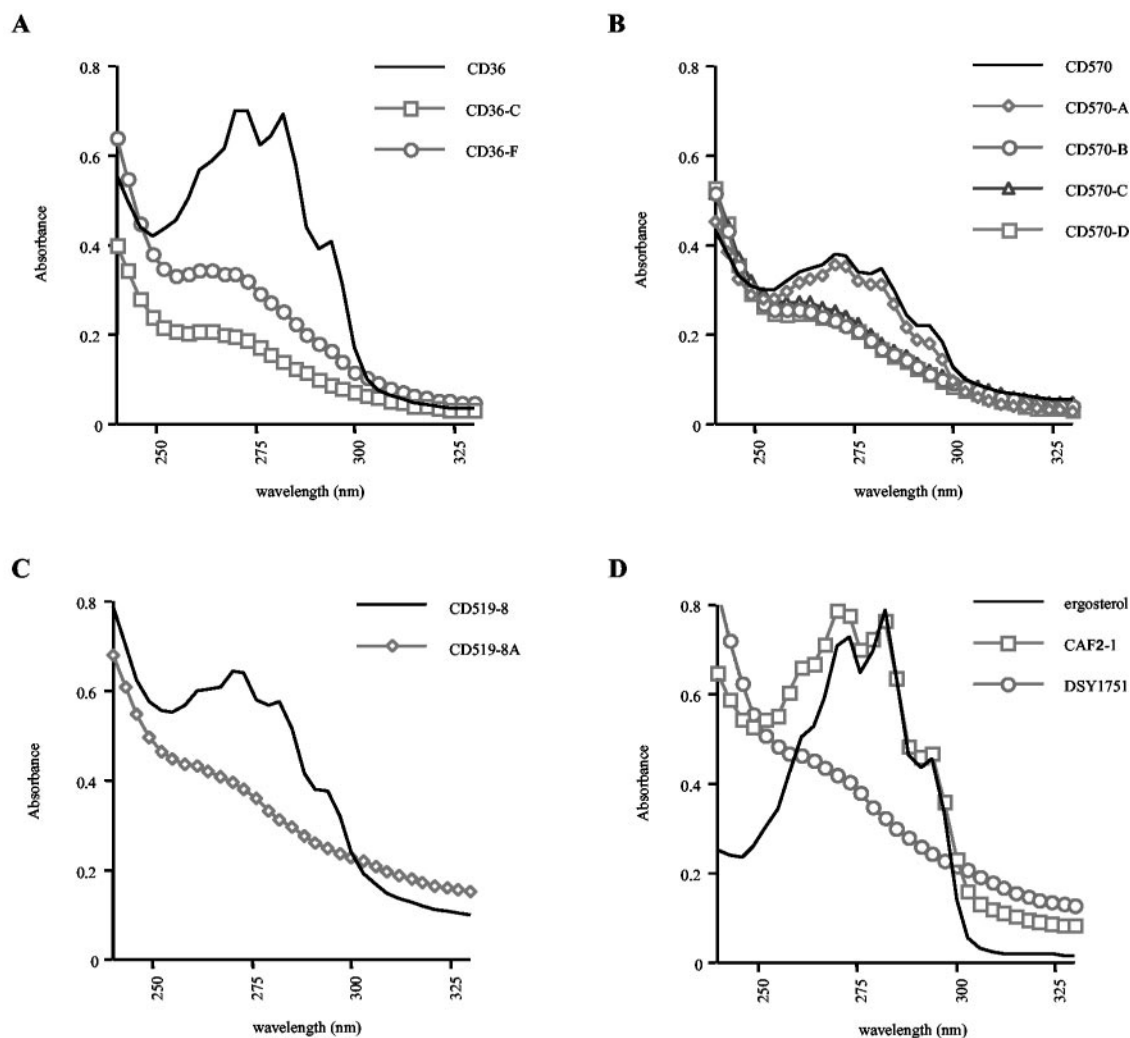 A
0.8
0.6
0.4
0.2
0
Absorbance
250
275
300
325
wavelength (nm)
CD36
CD36-C
CD36-F
B
0.8
0.6
0.4
0.2
0
Absorbance
250
275
300
325
wavelength (nm)
CD570
CD570-A
CD570-B
CD570-C
CD570-D
C
0.8
0.6
0.4
0.2
0
Absorbance
250
275
300
325
wavelength (nm)
CD519-8
CD519-8A
D
0.8
0.6
0.4
0.2
0
Absorbance
250
275
300
325
wavelength (nm)
ergosterol
CAF2-1
DSY1751